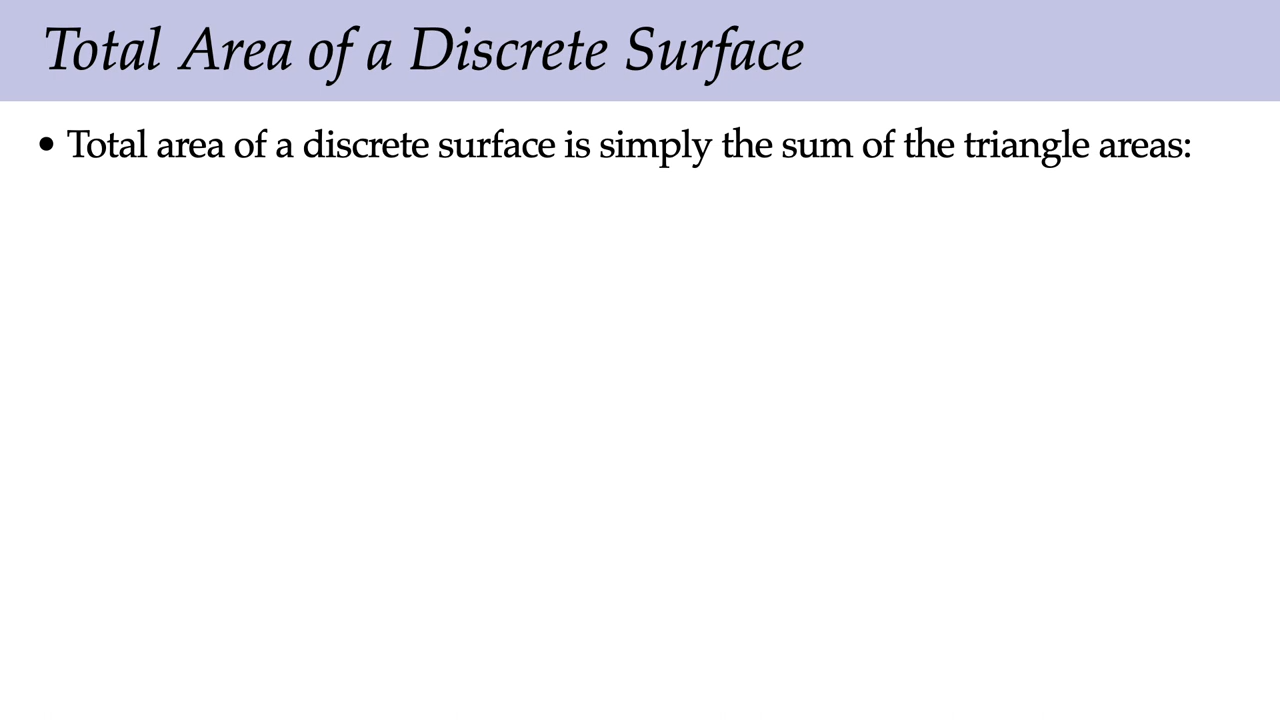 Total Area of a Discrete Surface
• Total area of a discrete surface is simply the sum of the triangle areas: